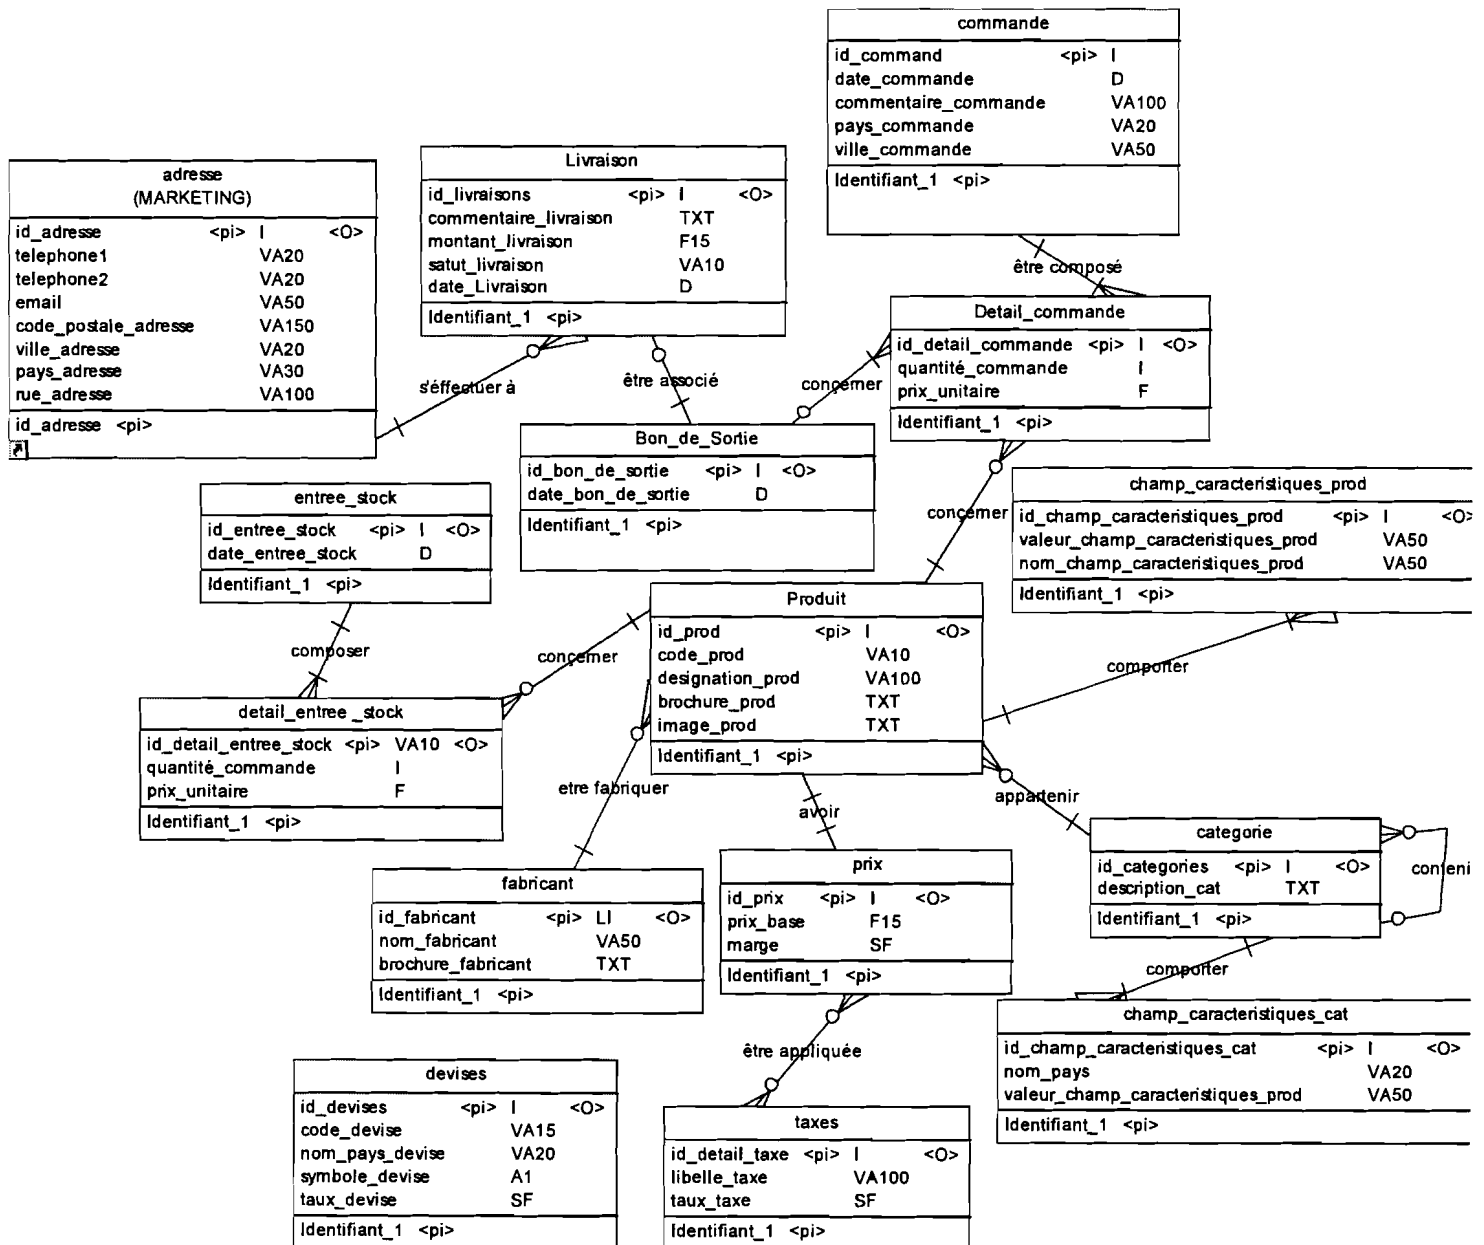 commande
id_command <pi> I
date_commande D
commentaire_commande VA100
pays_commande VA20
ville_commande VA50
Identifiant_1 <pi>
adresse
(MARKETING)
id_adresse <pi> I <O>
telephone1 VA20
telephone2 VA20
email VA50
code_postale_adresse VA150
ville_adresse VA20
pays_adresse VA30
rue_adresse VA100
id_adresse <pi>
Livraison
id_livraisons <pi> I <O>
commentaire_livraison TXT
montant_livraison F15
satut_livraison VA10
date_Livraison D
Identifiant_1 <pi>
être composé
Detail_commande
id_detail_commande <pi> I <O>
quantité_commande I
prix_unitaire F
Identifiant_1 <pi>
s'éffectuer à
être associé
concerner
Bon_de_Sortie
id_bon_de_sortie <pi> I <O>
date_bon_de_sortie D
Identifiant_1 <pi>
entree_stock
id_entree_stock <pi> I <O>
date_entree_stock D
Identifiant_1 <pi>
concerner
champ_caracteristiques_prod
id_champ_caracteristiques_prod <pi> I <O>
valeur_champ_caracteristiques_prod VA50
nom_champ_caracteristiques_prod VA50
Identifiant_1 <pi>
Produit
id_prod <pi> I <O>
code_prod VA10
designation_prod VA100
brochure_prod TXT
image_prod TXT
Identifiant_1 <pi>
composer
concerner
comporter
detail_entree _stock
id_detail_entree_stock <pi> VA10 <O>
quantité_commande I
prix_unitaire F
Identifiant_1 <pi>
etre fabriquer
avoir
appartenir
categorie
id_categories <pi> I <O>
description_cat TXT
Identifiant_1 <pi>
conteni
fabricant
id_fabricant <pi> LI <O>
nom_fabricant VA50
brochure_fabricant TXT
Identifiant_1 <pi>
prix
id_prix <pi> I <O>
prix_base F15
marge SF
Identifiant_1 <pi>
comporter
champ_caracteristiques_cat
id_champ_caracteristiques_cat <pi> I <O>
nom_pays VA20
valeur_champ_caracteristiques_prod VA50
Identifiant_1 <pi>
être appliquée
devises
id_devises <pi> I <O>
code_devise VA15
nom_pays_devise VA20
symbole_devise A1
taux_devise SF
Identifiant_1 <pi>
taxes
id_detail_taxe <pi> I <O>
libelle_taxe VA100
taux_taxe SF
Identifiant_1 <pi>